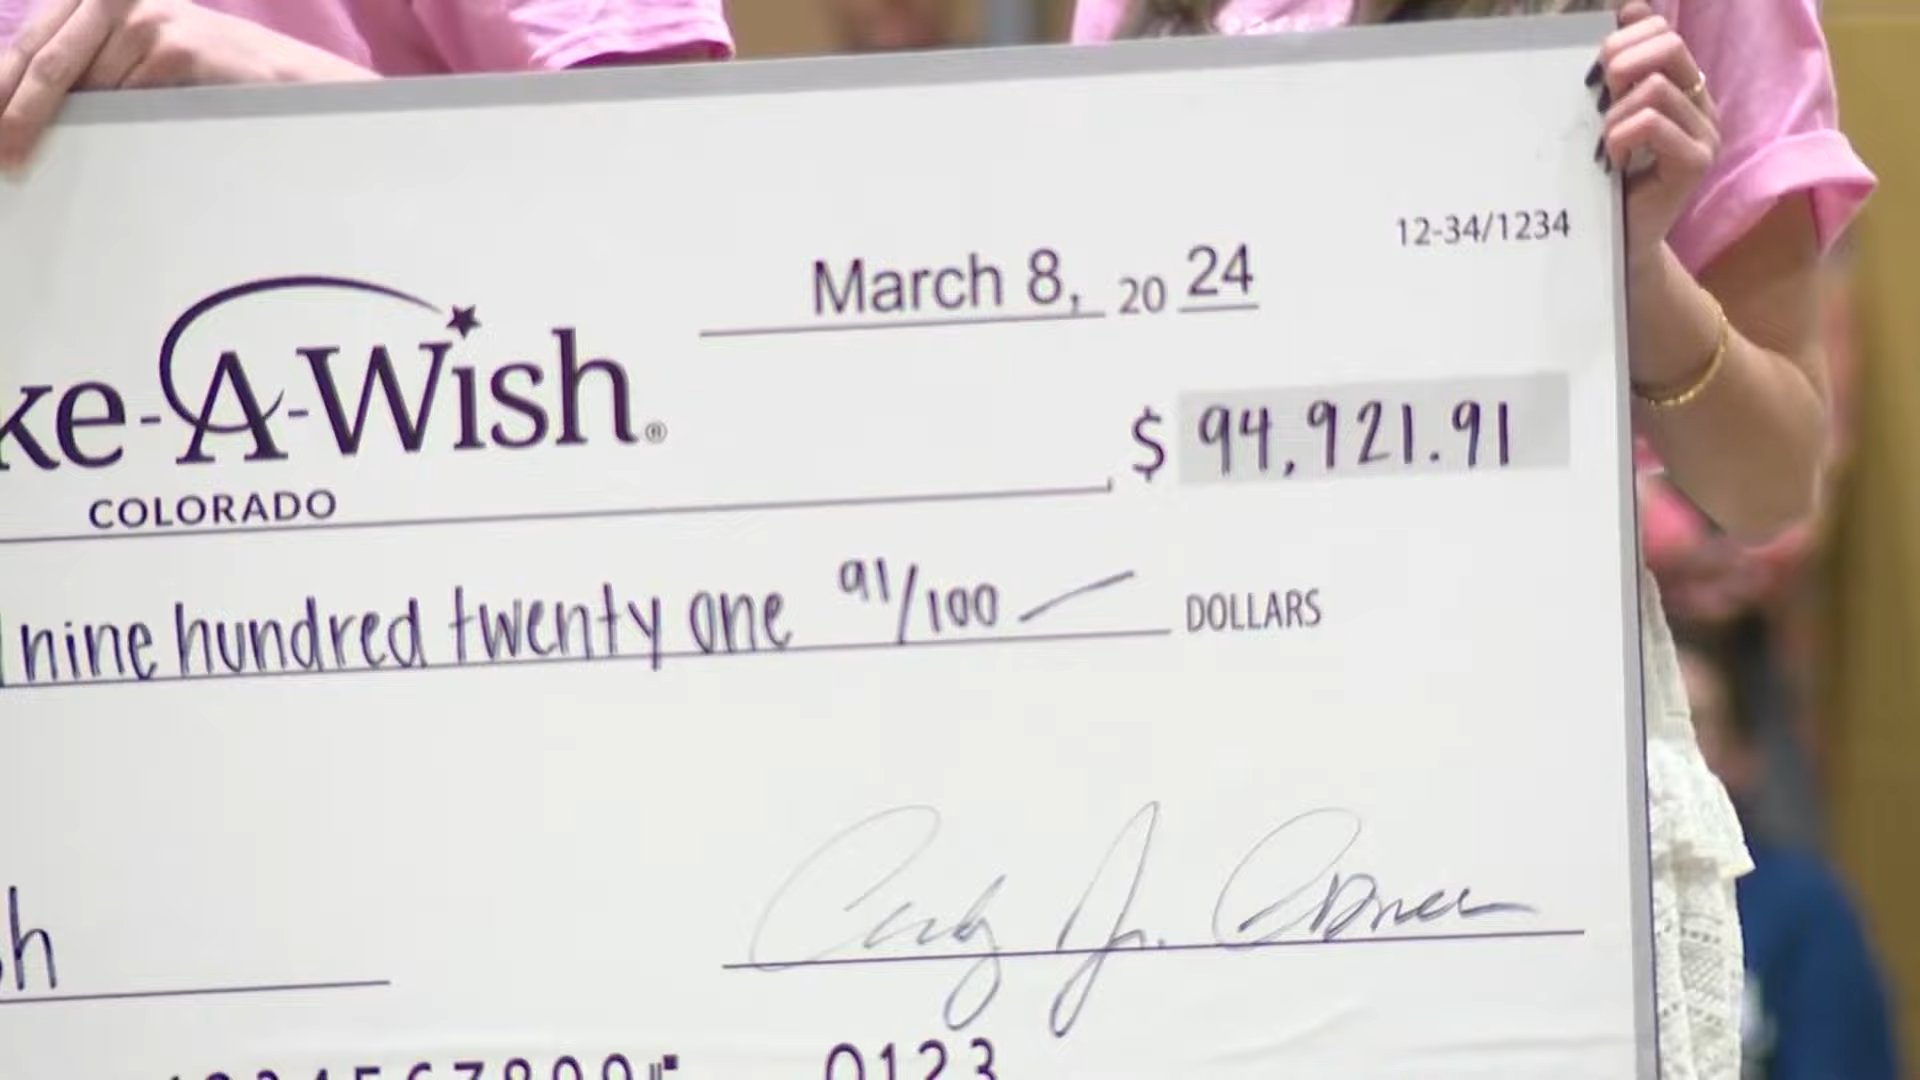 12-34/1234
March 8, 20 24
ke-A-Wish®
COLORADO
$ 94,921.91
nine hundred twenty one 91/100 DOLLARS
h
0123